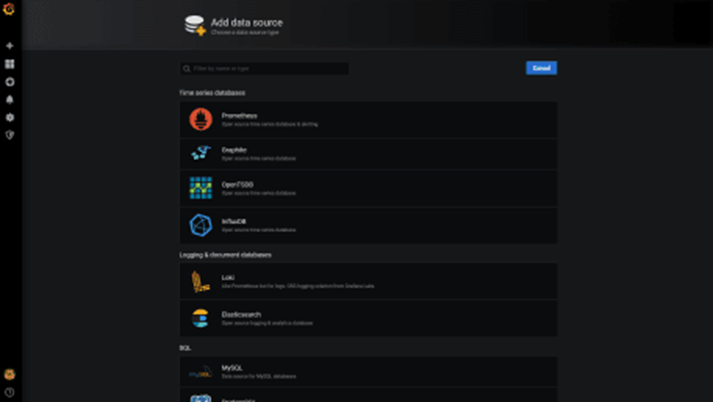 Add data source
Choose a data source type
Filter by name or type
Cancel
Time series databases
Prometheus
Open source time series database & alerting
Graphite
Open source time series database
OpenTSDB
Open source time series database
InfluxDB
Open source time series database
Logging & document databases
Loki
Like Prometheus but for logs. OSS logging solution from Grafana Labs
Elasticsearch
Open source logging & analytics database
SQL
MySQL
MySQL
Data source for MySQL databases